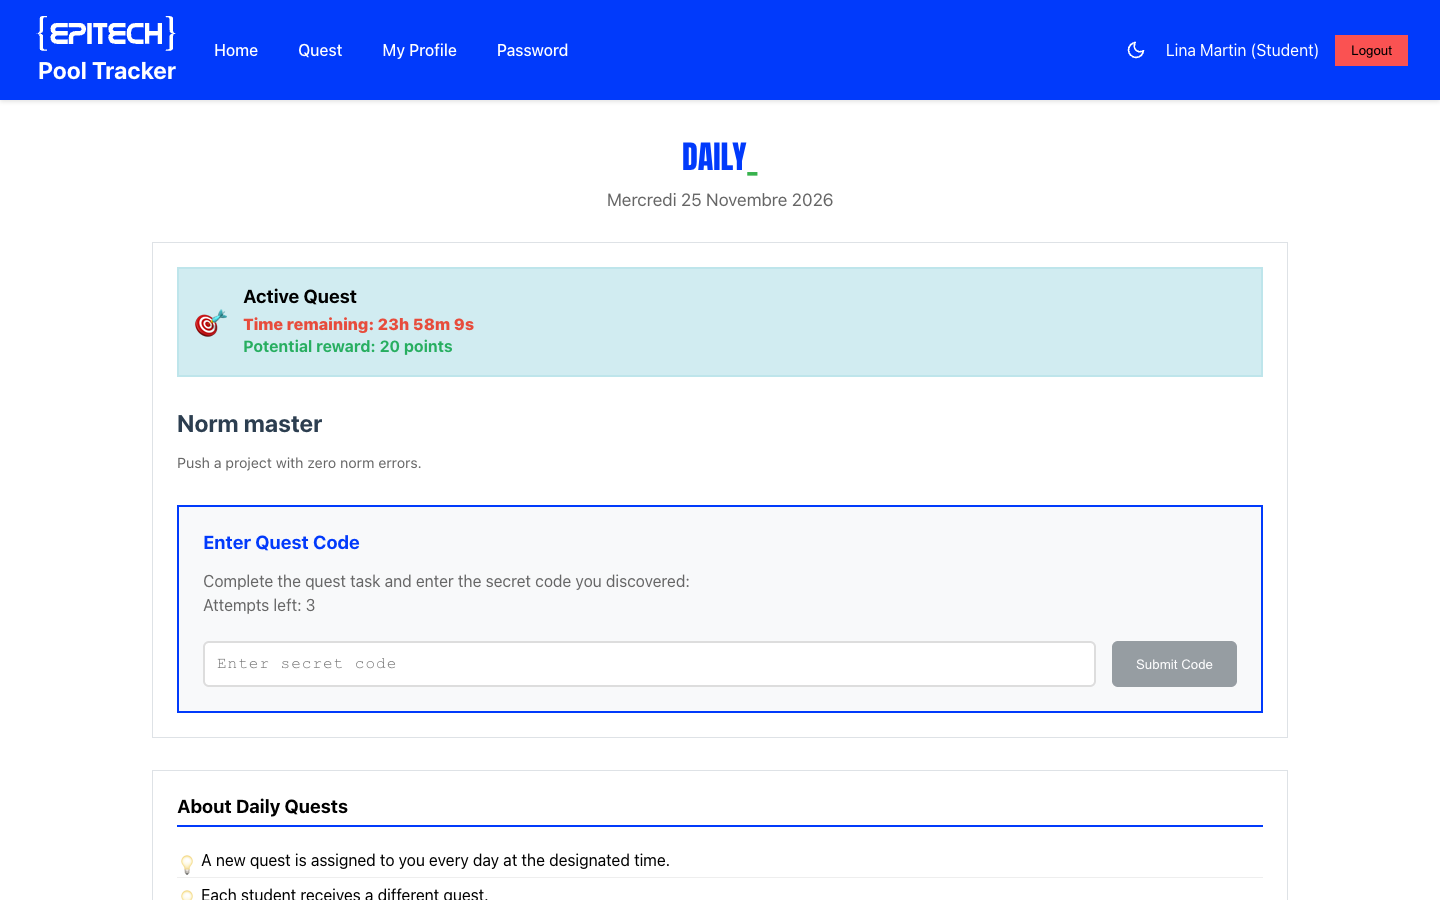 {EPITECH}
Pool Tracker
Home
Quest
My Profile
Password
Lina Martin (Student)
Logout
DAILY_
Mercredi 25 Novembre 2026
Active Quest
Time remaining: 23h 58m 9s
Potential reward: 20 points
Norm master
Push a project with zero norm errors.
Enter Quest Code
Complete the quest task and enter the secret code you discovered:
Attempts left: 3
Enter secret code
Submit Code
About Daily Quests
A new quest is assigned to you every day at the designated time.
Each student receives a different quest.